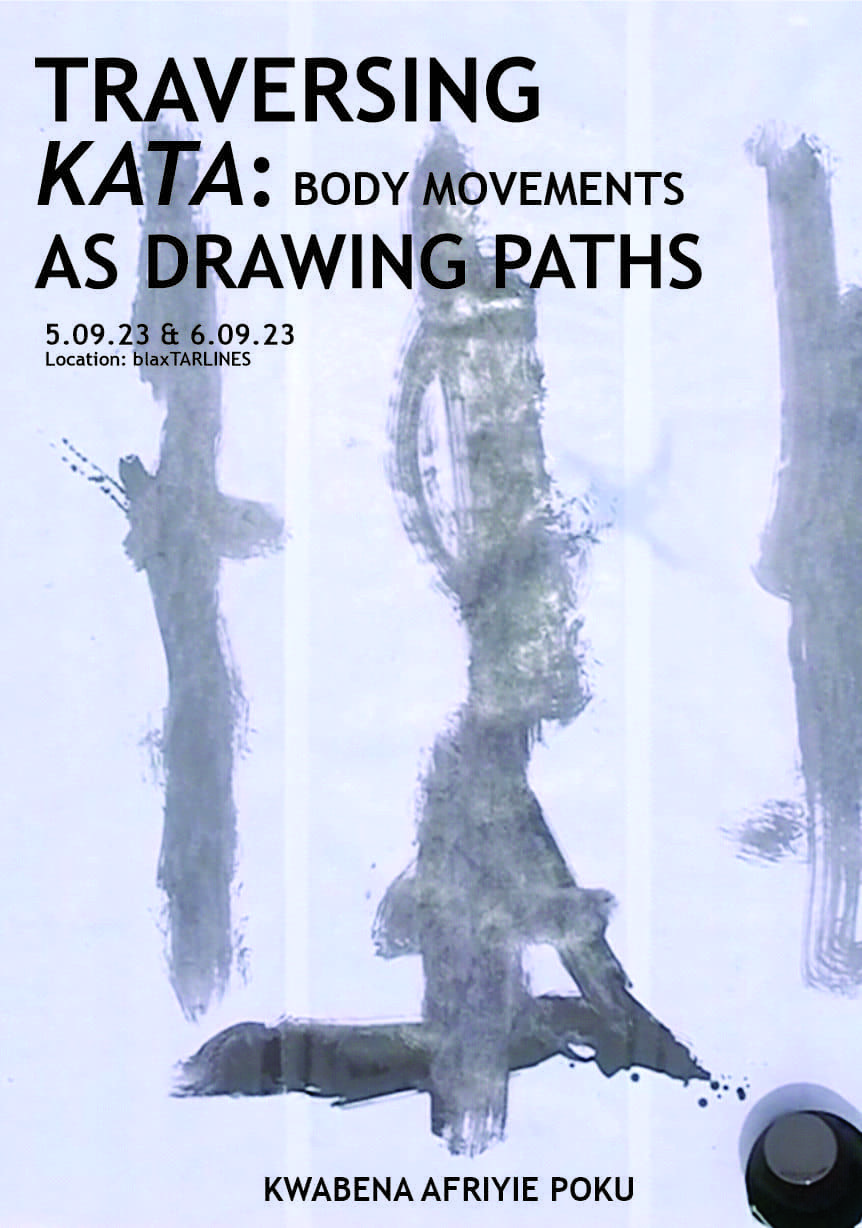 TRAVERSING
KATA: BODY MOVEMENTS
AS DRAWING PATHS
5.09.23 & 6.09.23
Location: blaxTARLINES
KWABENA AFRIYIE POKU